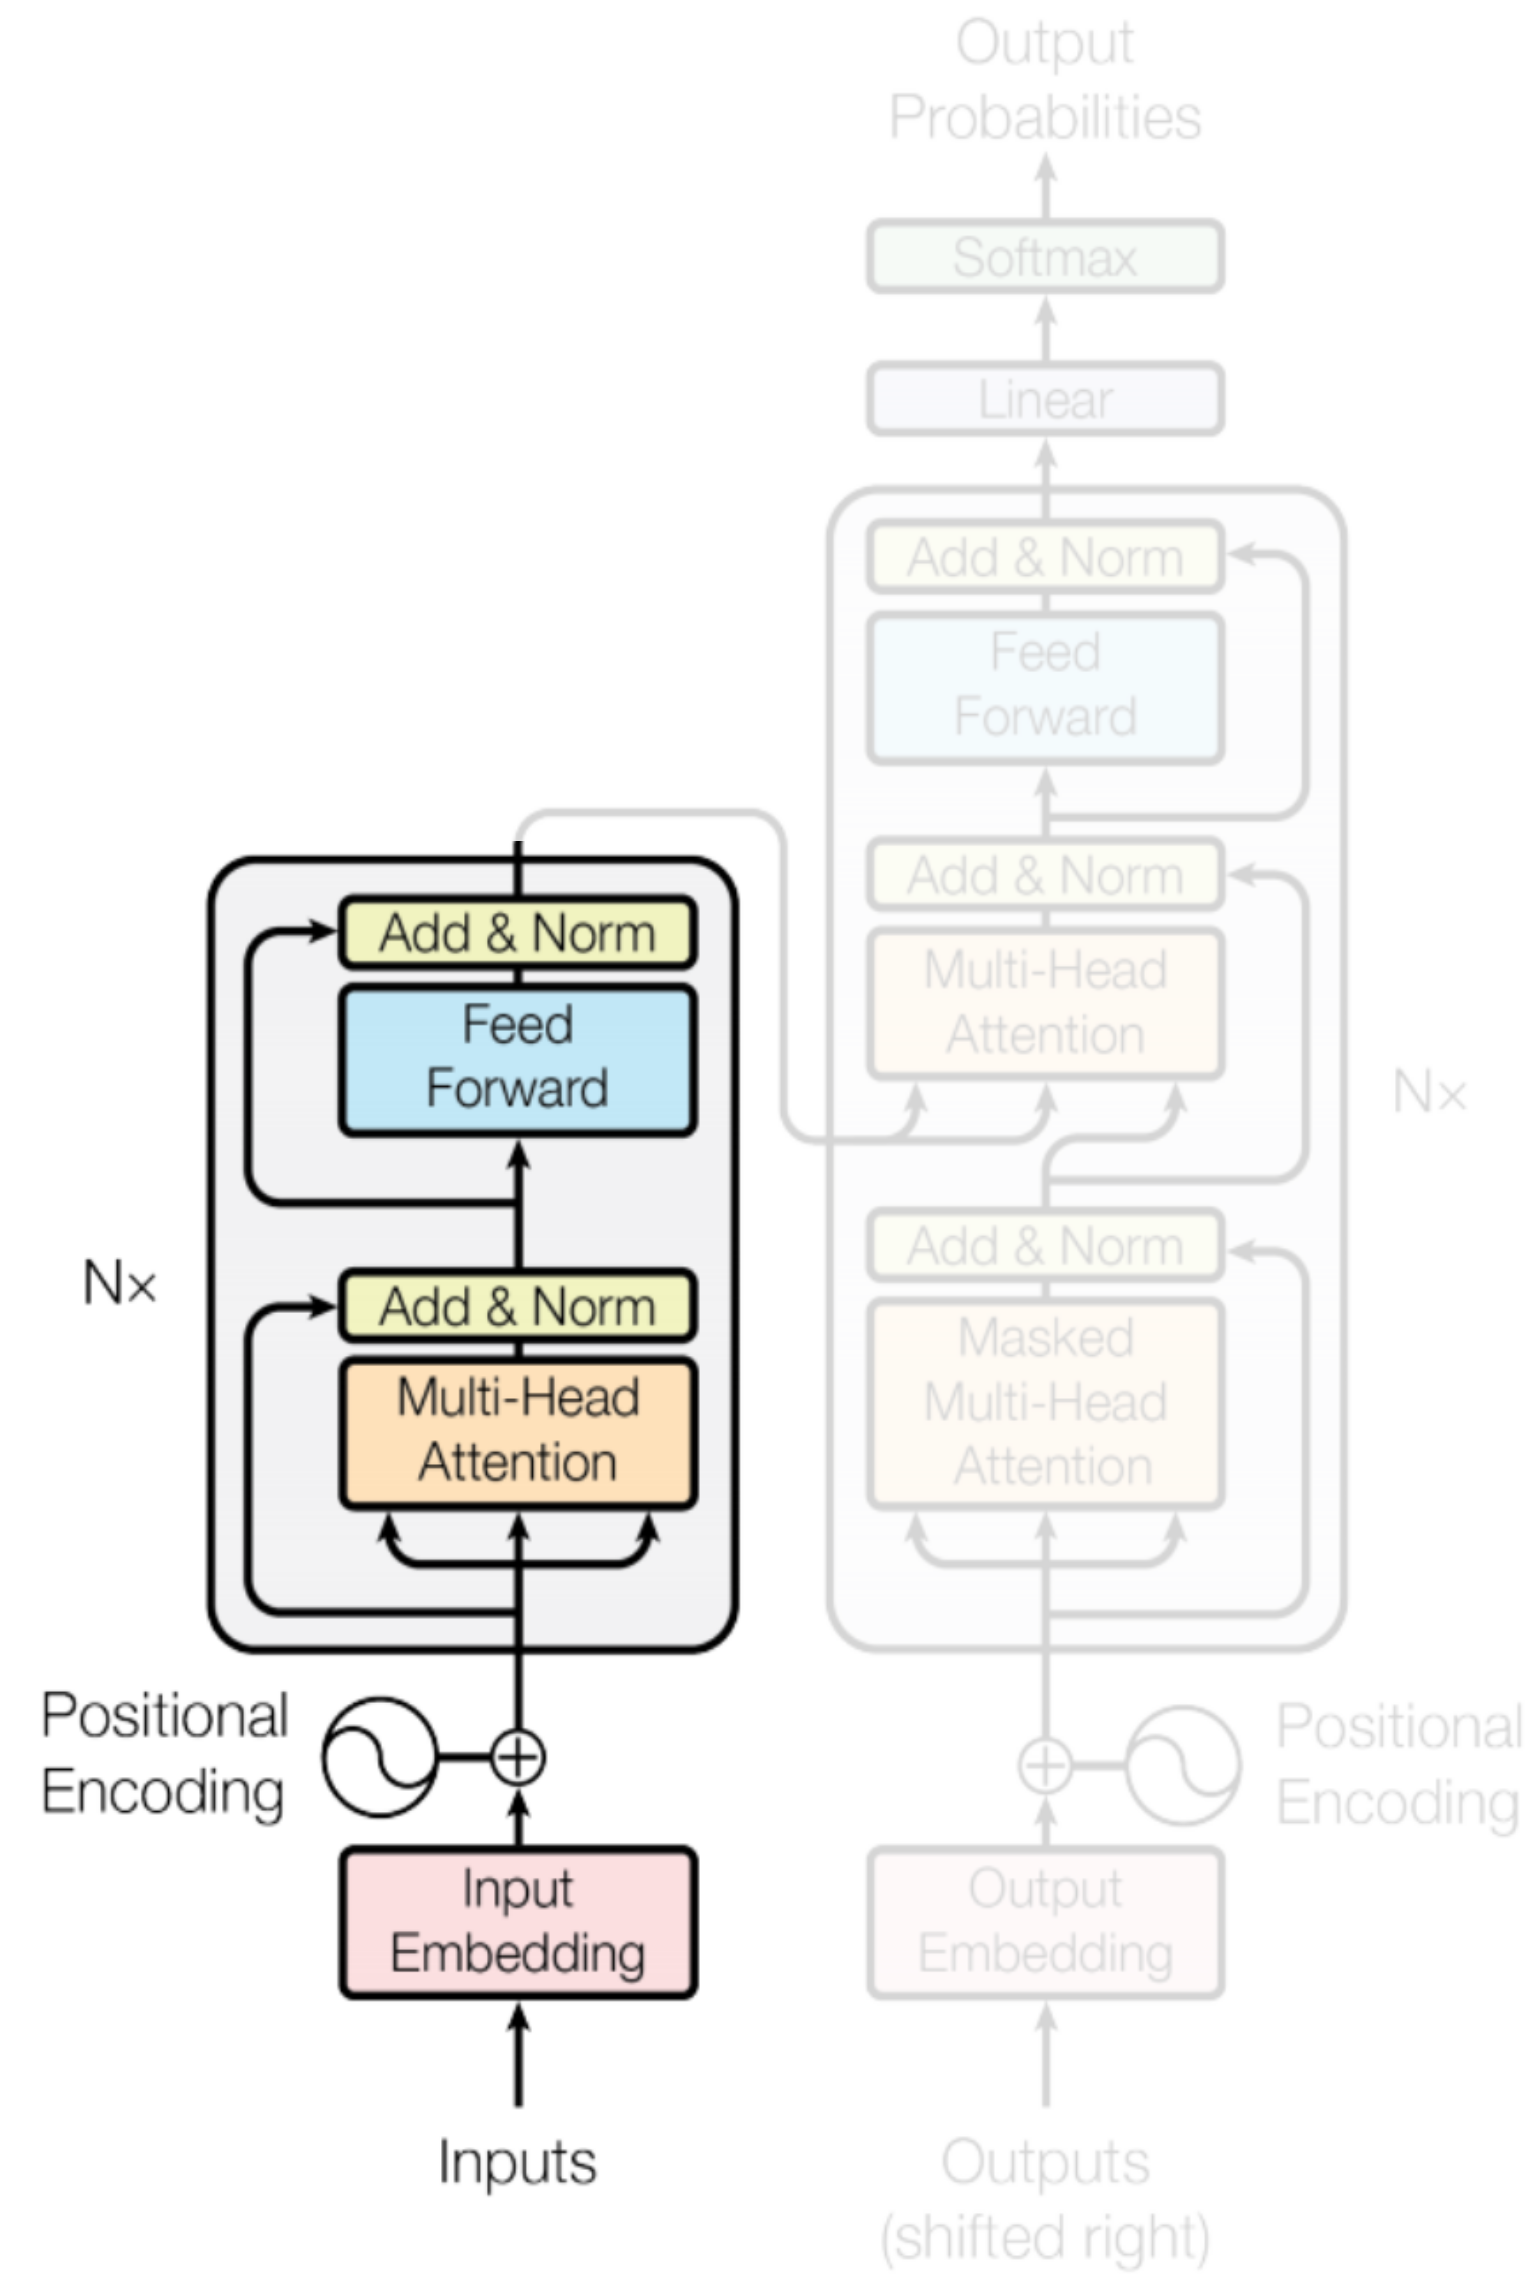 Output
Probabilities
Softmax
Linear
Add & Norm
Feed
Forward
Add & Norm
Multi-Head
Attention
Nx
Add & Norm
Masked
Multi-Head
Attention
Positional
Encoding
Output
Embedding
Outputs
(shifted right)
Add & Norm
Feed
Forward
Nx
Add & Norm
Multi-Head
Attention
Positional
Encoding
Input
Embedding
Inputs